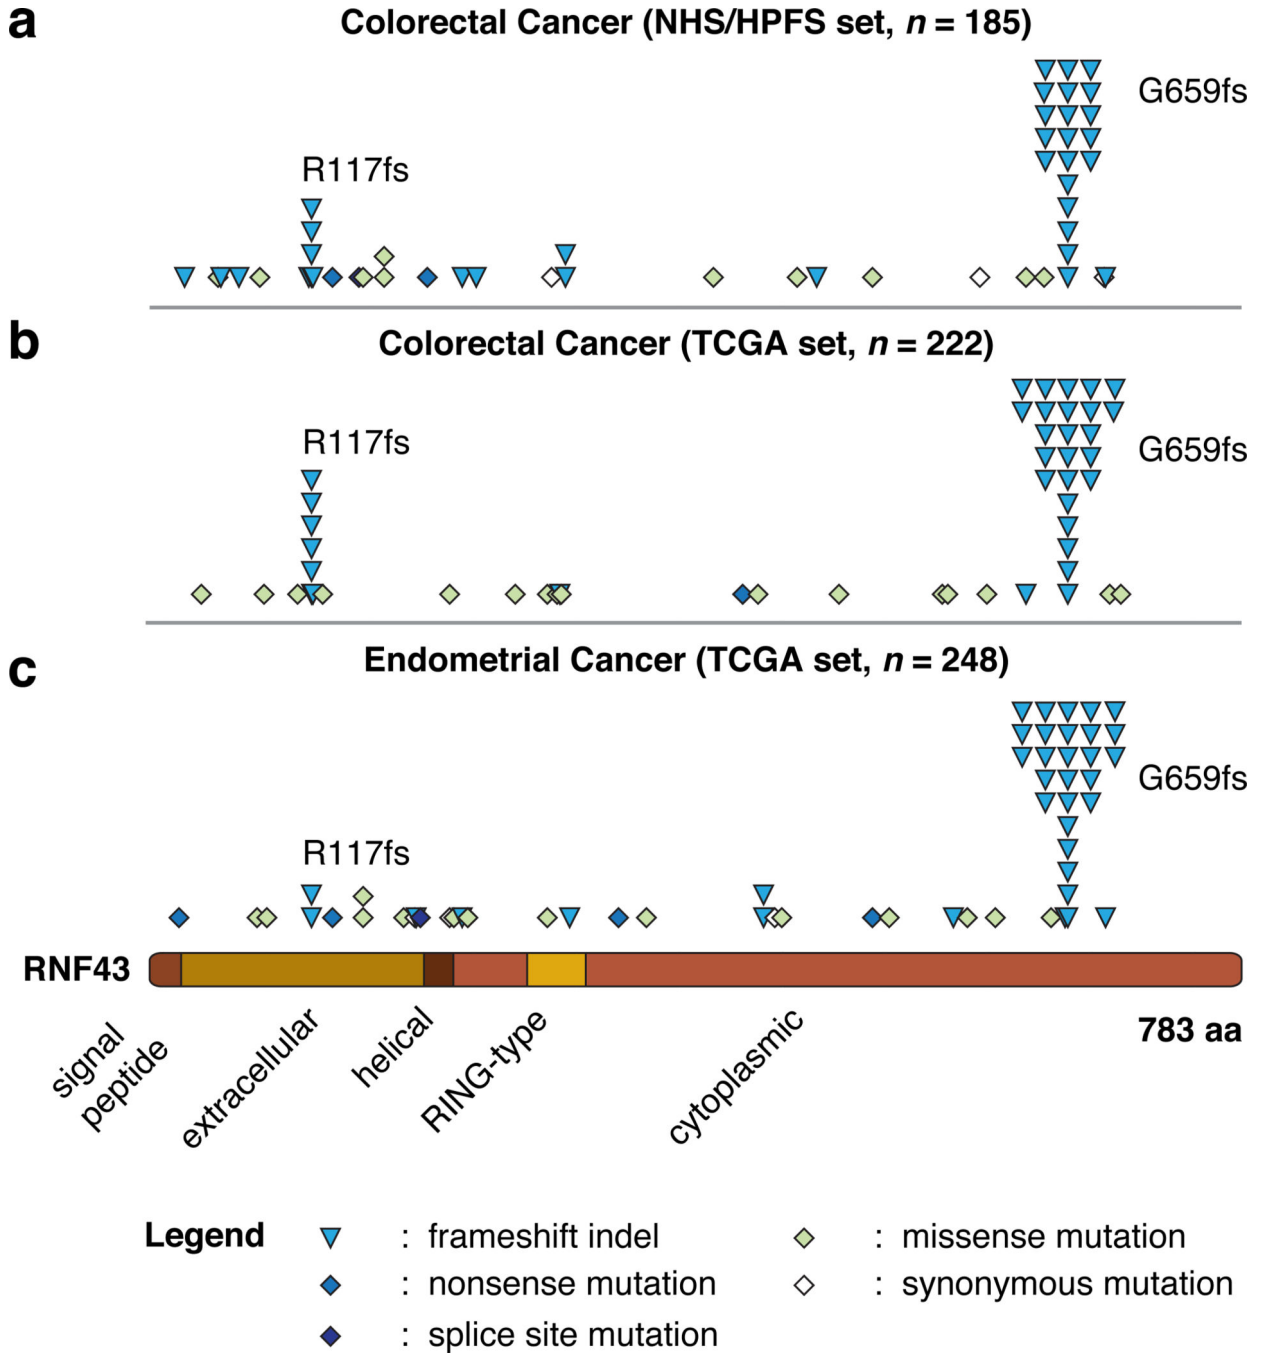 a
Colorectal Cancer (NHS/HPFS set, n = 185)
G659fs
R117fs
b
Colorectal Cancer (TCGA set, n = 222)
R117fs
G659fs
c
Endometrial Cancer (TCGA set, n = 248)
G659fs
R117fs
RNF43
783 aa
signal
peptide
extracellular
helical
RING-type
cytoplasmic
Legend
: frameshift indel
: missense mutation
: nonsense mutation
: synonymous mutation
: splice site mutation